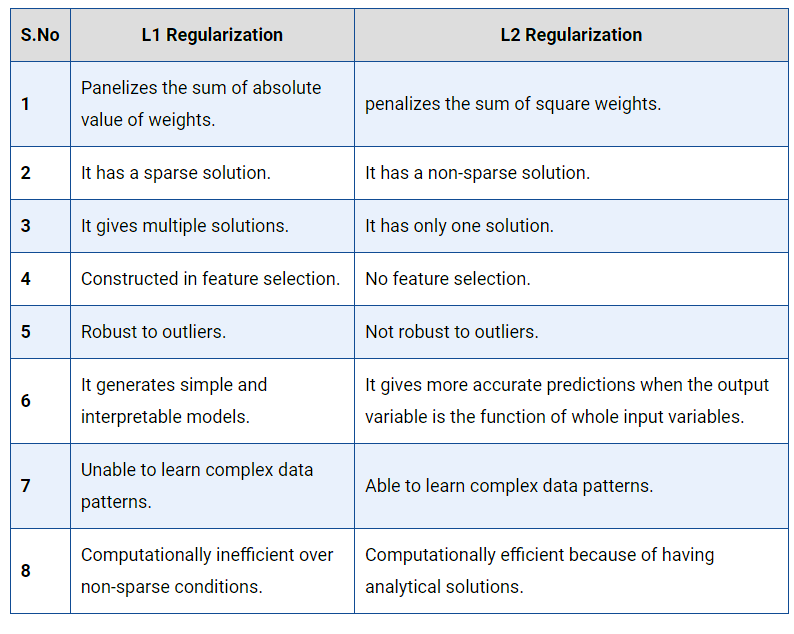 S.No L1 Regularization L2 Regularization
1 Panelizes the sum of absolute
value of weights. penalizes the sum of square weights.
2 It has a sparse solution. It has a non-sparse solution.
3 It gives multiple solutions. It has only one solution.
4 Constructed in feature selection. No feature selection.
5 Robust to outliers. Not robust to outliers.
6 It generates simple and
interpretable models. It gives more accurate predictions when the output
variable is the function of whole input variables.
7 Unable to learn complex data
patterns. Able to learn complex data patterns.
8 Computationally inefficient over
non-sparse conditions. Computationally efficient because of having
analytical solutions.